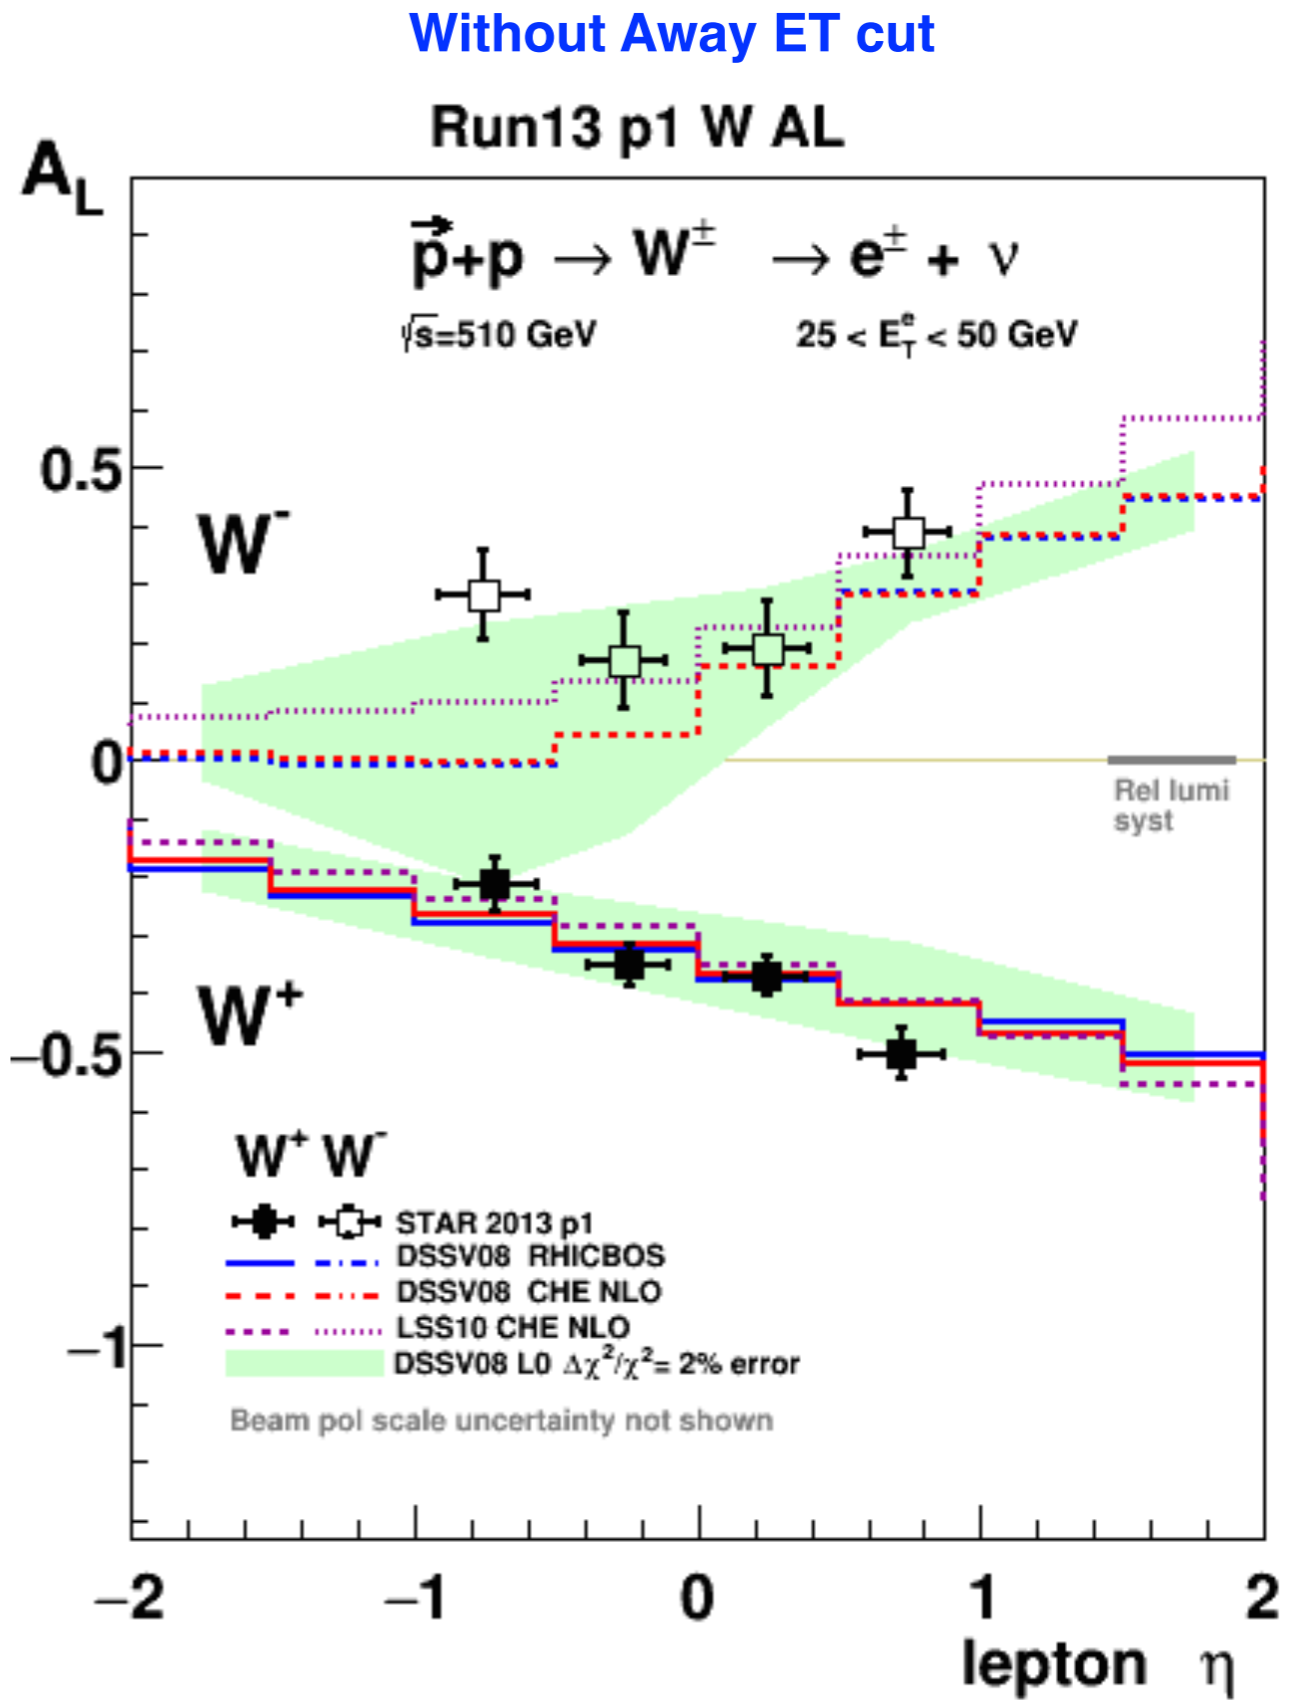 Without Away ET cut
Run13 p1 W AL
A_L
p⃗+p → W± → e± + ν
√s=510 GeV 25 < E_T^e < 50 GeV
0.5
W⁻
0
Rel lumi
syst
W⁺
−0.5
W⁺ W⁻
STAR 2013 p1
DSSV08 RHICBOS
DSSV08 CHE NLO
LSS10 CHE NLO
−1
DSSV08 L0 Δχ²/χ²= 2% error
Beam pol scale uncertainty not shown
−2 −1 0 1 2
lepton η